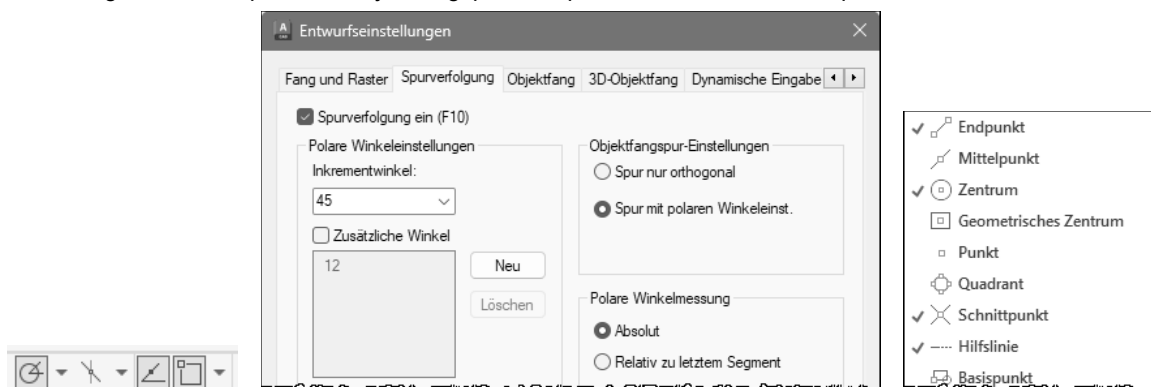 Entwurfseinstellungen
Fang und Raster Spurverfolgung Objektfang 3D-Objektfang Dynamische Eingabe
Spurverfolgung ein (F10)
Polare Winkeleinstellungen
Inkrementwinkel:
45
Zusätzliche Winkel
12
Neu
Löschen
Objektfangspur-Einstellungen
Spur nur orthogonal
Spur mit polaren Winkeleinst.
Polare Winkelmessung
Absolut
Relativ zu letztem Segment
Endpunkt
Mittelpunkt
Zentrum
Geometrisches Zentrum
Punkt
Quadrant
Schnittpunkt
Hilfslinie
Basispunkt